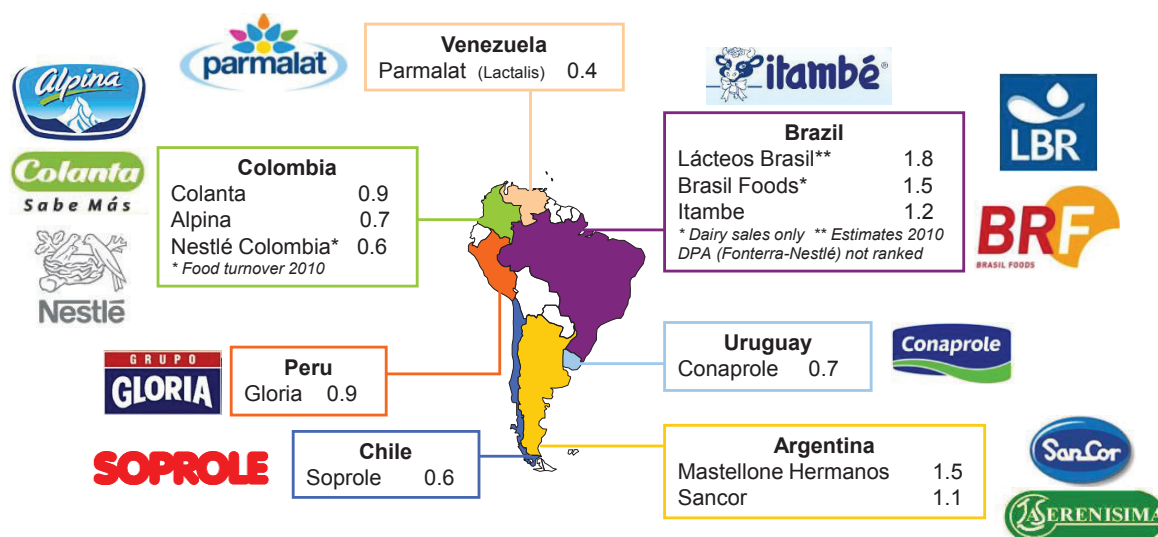 parmalat
Venezuela
Parmalat (Lactalis) 0.4
itambé®
Alpina
Colanta
Sabe Más
Nestlé
Colombia
Colanta 0.9
Alpina 0.7
Nestlé Colombia* 0.6
* Food turnover 2010
Brazil
Lácteos Brasil** 1.8
Brasil Foods* 1.5
Itambe 1.2
* Dairy sales only ** Estimates 2010
DPA (Fonterra-Nestlé) not ranked
LBR
BRF
BRASIL FOODS
GRUPO
GLORIA
Peru
Gloria 0.9
Uruguay
Conaprole 0.7
Conaprole
SOPROLE
Chile
Soprole 0.6
Argentina
Mastellone Hermanos 1.5
Sancor 1.1
SanCor
LASERENISIMA